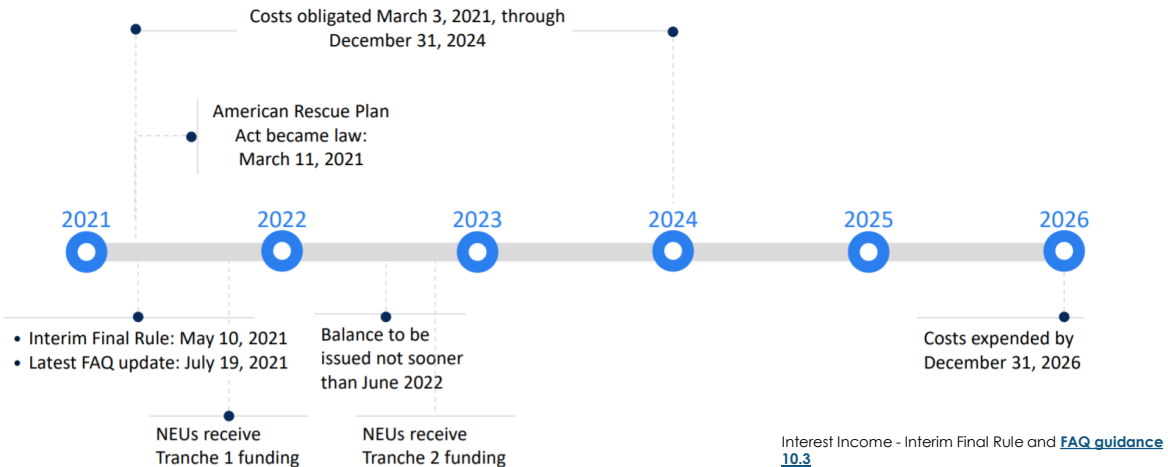 Costs obligated March 3, 2021, through
December 31, 2024
American Rescue Plan
Act became law:
March 11, 2021
2021
2022
2023
2024
2025
2026
• Interim Final Rule: May 10, 2021
• Latest FAQ update: July 19, 2021
Balance to be
issued not sooner
than June 2022
Costs expended by
December 31, 2026
NEUs receive
Tranche 1 funding
NEUs receive
Tranche 2 funding
Interest Income - Interim Final Rule and FAQ guidance
10.3